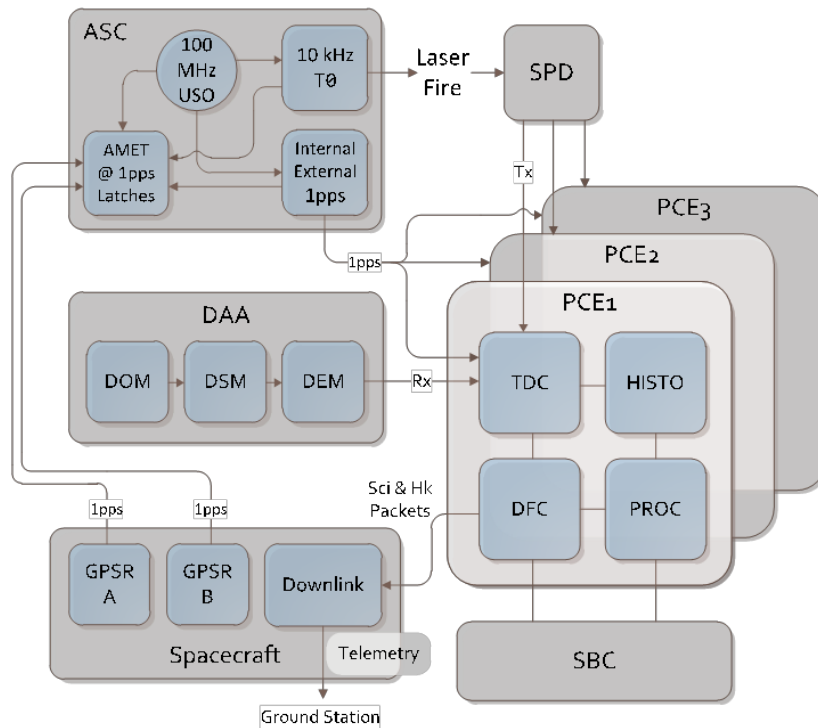 ASC
100
MHz
USO
10 kHz
T0
Laser
Fire
SPD
AMET
@ 1pps
Latches
Internal
External
1pps
Tx
PCE3
PCE2
PCE1
1pps
DAA
DOM
DSM
DEM
Rx
TDC
HISTO
DFC
PROC
Sci & Hk
Packets
1pps
1pps
GPSR
A
GPSR
B
Downlink
Spacecraft
Telemetry
SBC
Ground Station